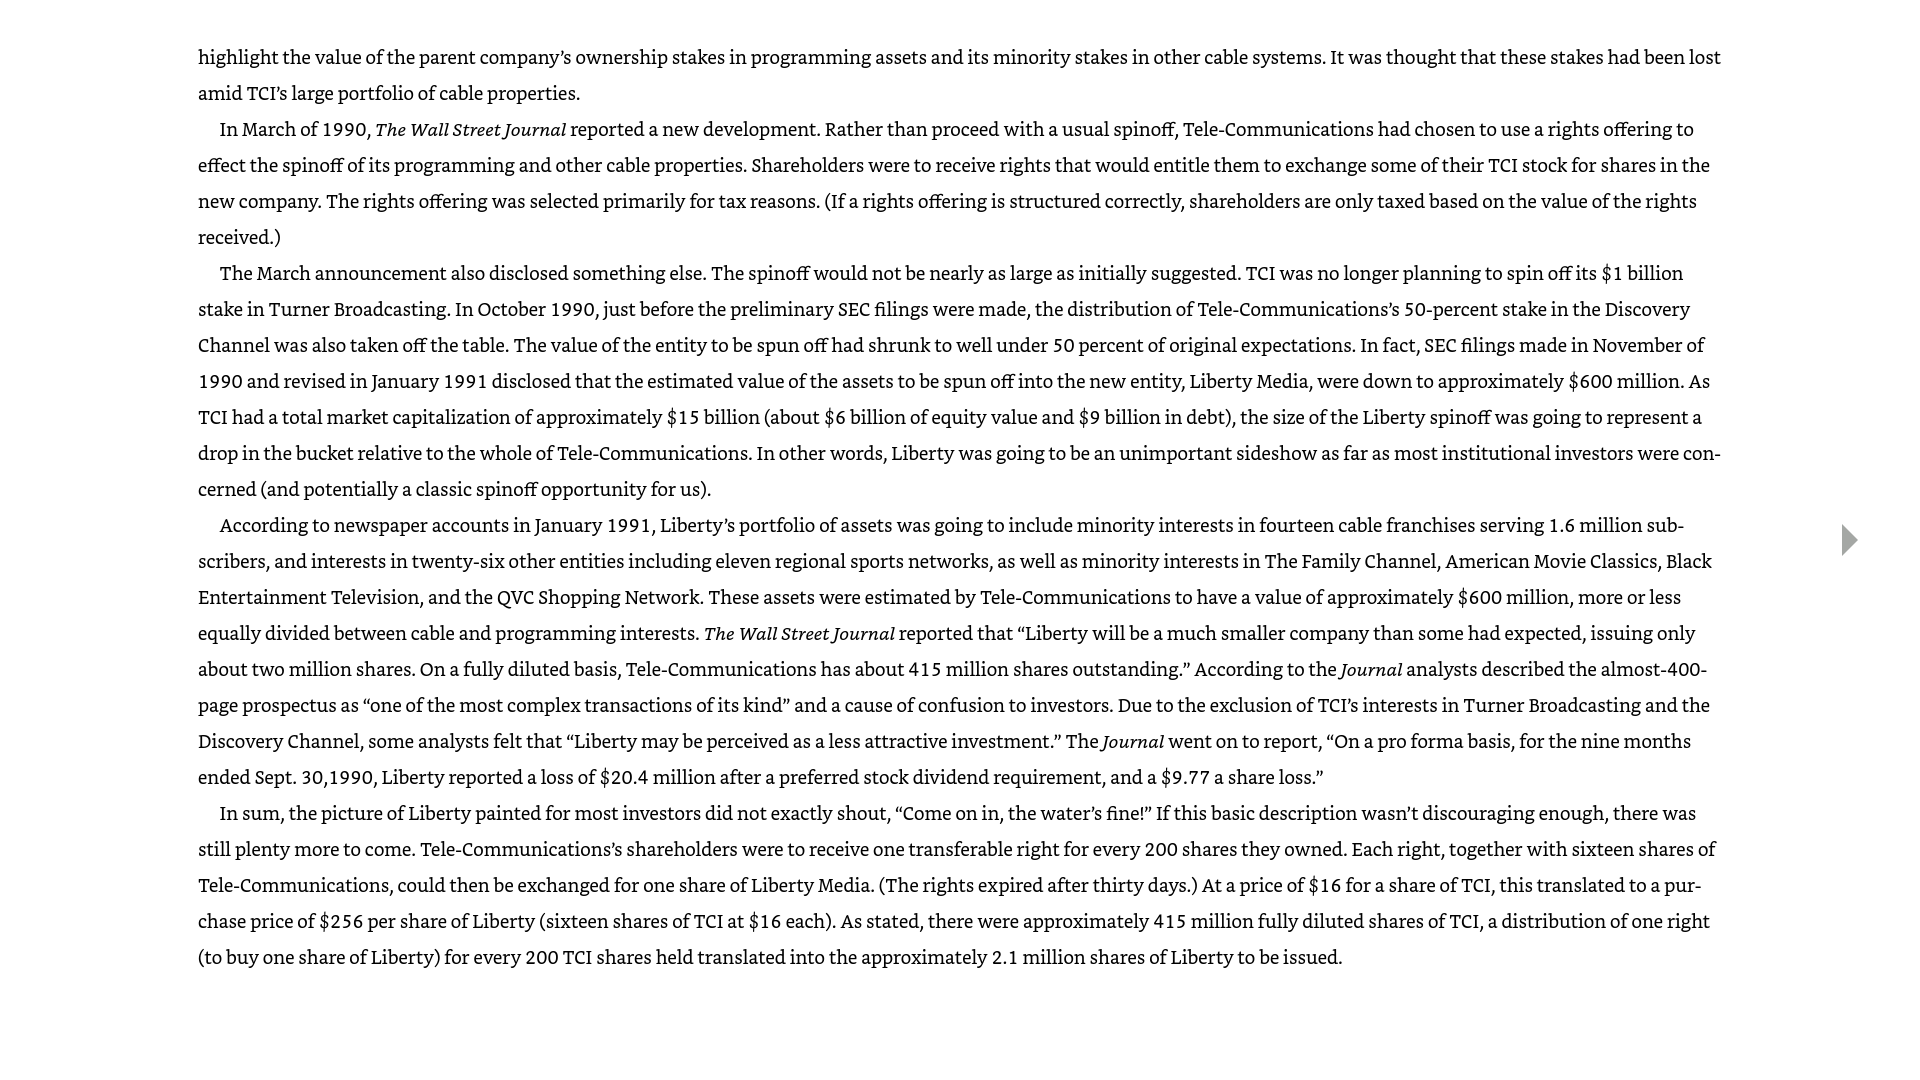 highlight the value of the parent company’s ownership stakes in programming assets and its minority stakes in other cable systems. It was thought that these stakes had been lost
amid TCI’s large portfolio of cable properties.
In March of 1990, The Wall Street Journal reported a new development. Rather than proceed with a usual spinoff, Tele-Communications had chosen to use a rights offering to
effect the spinoff of its programming and other cable properties. Shareholders were to receive rights that would entitle them to exchange some of their TCI stock for shares in the
new company. The rights offering was selected primarily for tax reasons. (If a rights offering is structured correctly, shareholders are only taxed based on the value of the rights
received.)
The March announcement also disclosed something else. The spinoff would not be nearly as large as initially suggested. TCI was no longer planning to spin off its $1 billion
stake in Turner Broadcasting. In October 1990, just before the preliminary SEC filings were made, the distribution of Tele-Communications’s 50-percent stake in the Discovery
Channel was also taken off the table. The value of the entity to be spun off had shrunk to well under 50 percent of original expectations. In fact, SEC filings made in November of
1990 and revised in January 1991 disclosed that the estimated value of the assets to be spun off into the new entity, Liberty Media, were down to approximately $600 million. As
TCI had a total market capitalization of approximately $15 billion (about $6 billion of equity value and $9 billion in debt), the size of the Liberty spinoff was going to represent a
drop in the bucket relative to the whole of Tele-Communications. In other words, Liberty was going to be an unimportant sideshow as far as most institutional investors were con-
cerned (and potentially a classic spinoff opportunity for us).
According to newspaper accounts in January 1991, Liberty’s portfolio of assets was going to include minority interests in fourteen cable franchises serving 1.6 million sub-
scribers, and interests in twenty-six other entities including eleven regional sports networks, as well as minority interests in The Family Channel, American Movie Classics, Black
Entertainment Television, and the QVC Shopping Network. These assets were estimated by Tele-Communications to have a value of approximately $600 million, more or less
equally divided between cable and programming interests. The Wall Street Journal reported that “Liberty will be a much smaller company than some had expected, issuing only
about two million shares. On a fully diluted basis, Tele-Communications has about 415 million shares outstanding.” According to the Journal analysts described the almost-400-
page prospectus as “one of the most complex transactions of its kind” and a cause of confusion to investors. Due to the exclusion of TCI’s interests in Turner Broadcasting and the
Discovery Channel, some analysts felt that “Liberty may be perceived as a less attractive investment.” The Journal went on to report, “On a pro forma basis, for the nine months
ended Sept. 30,1990, Liberty reported a loss of $20.4 million after a preferred stock dividend requirement, and a $9.77 a share loss.”
In sum, the picture of Liberty painted for most investors did not exactly shout, “Come on in, the water’s fine!” If this basic description wasn’t discouraging enough, there was
still plenty more to come. Tele-Communications’s shareholders were to receive one transferable right for every 200 shares they owned. Each right, together with sixteen shares of
Tele-Communications, could then be exchanged for one share of Liberty Media. (The rights expired after thirty days.) At a price of $16 for a share of TCI, this translated to a pur-
chase price of $256 per share of Liberty (sixteen shares of TCI at $16 each). As stated, there were approximately 415 million fully diluted shares of TCI, a distribution of one right
(to buy one share of Liberty) for every 200 TCI shares held translated into the approximately 2.1 million shares of Liberty to be issued.